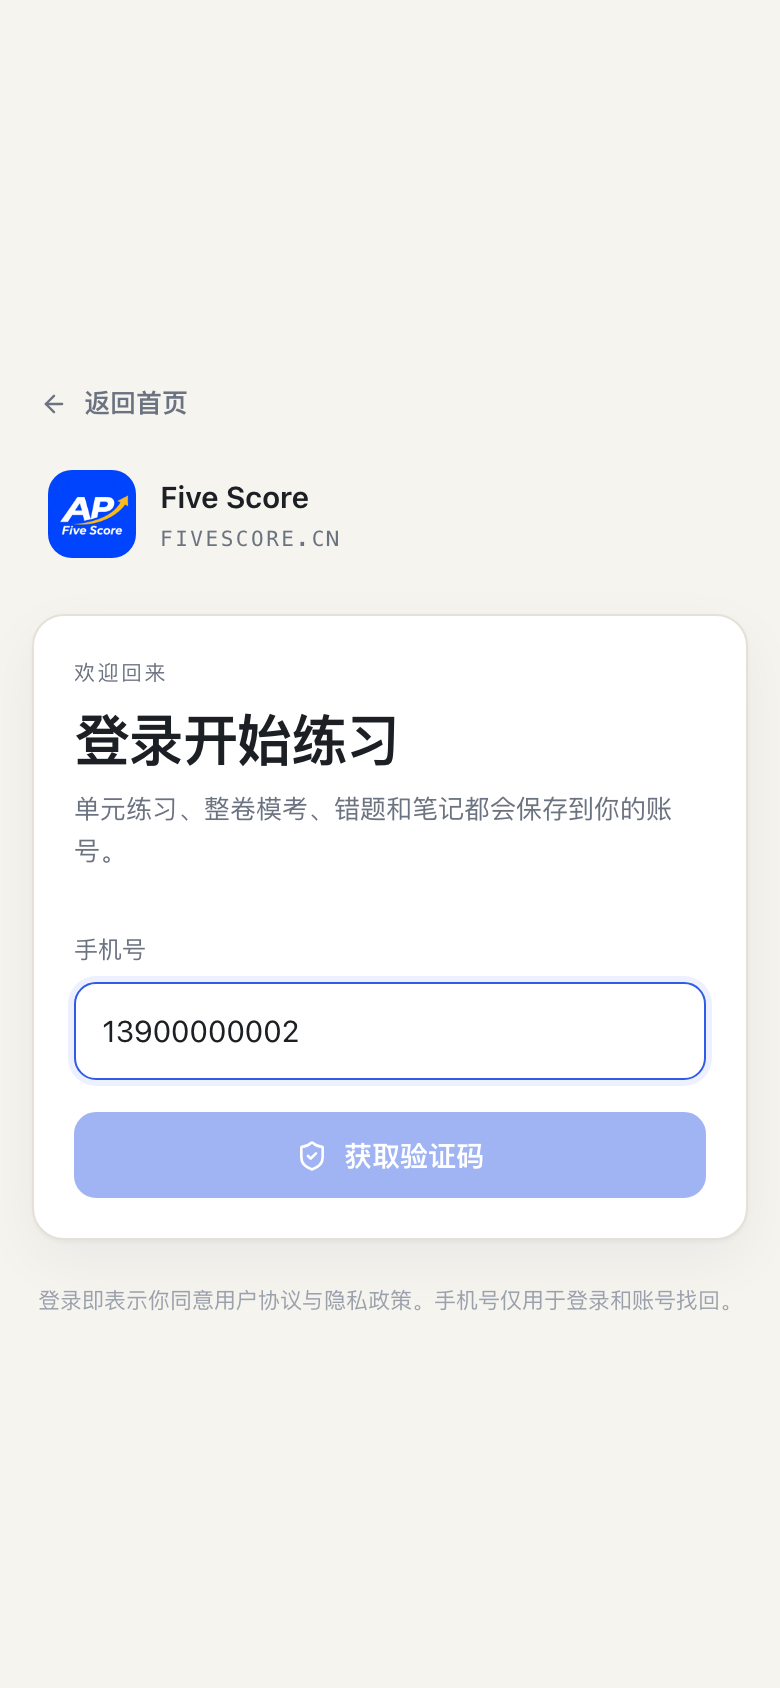 返回首页
AP
Five Score
Five Score
FIVESCORE.CN
欢迎回来
登录开始练习
单元练习、整卷模考、错题和笔记都会保存到你的账
号。
手机号
13900000002
获取验证码
登录即表示你同意用户协议与隐私政策。手机号仅用于登录和账号找回。